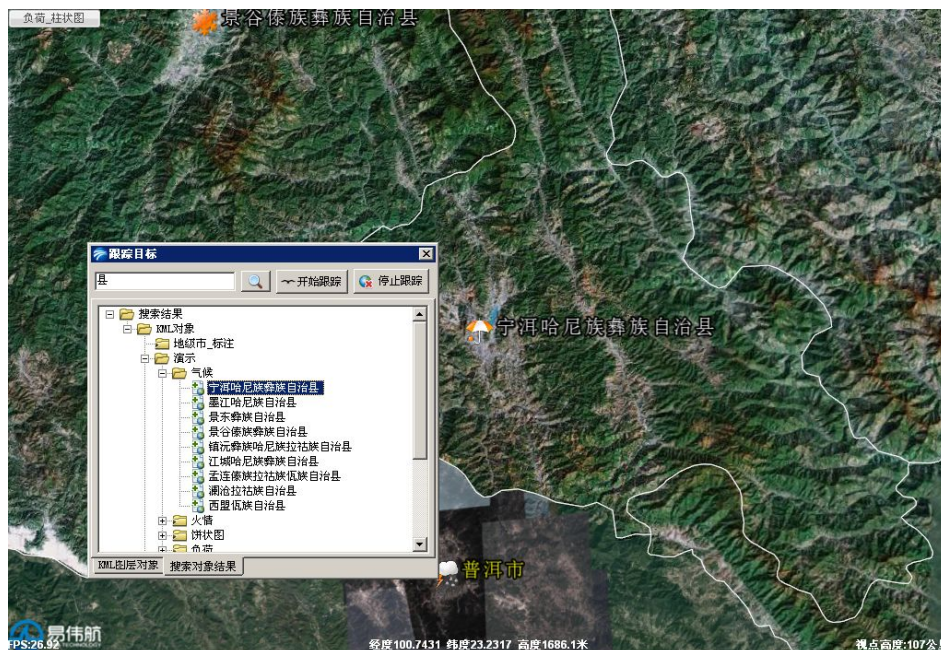 负荷_柱状图
景谷傣族彝族自治县
跟踪目标
县
开始跟踪
停止跟踪
搜索结果
KML对象
地级市_标注
演示
气候
宁洱哈尼族彝族自治县
墨江哈尼族自治县
景东彝族自治县
景谷傣族彝族自治县
镇沅彝族哈尼族拉祜族自治县
江城哈尼族彝族自治县
孟连傣族拉祜族佤族自治县
澜沧拉祜族自治县
西盟佤族自治县
火情
饼状图
负荷
KML图层对象 搜索对象结果
宁洱哈尼族彝族自治县
普洱市
易伟航
TECHNOLOGY
FPS:26.92
经度100.7431 纬度23.2317 高度1686.1米
视点高度:107公